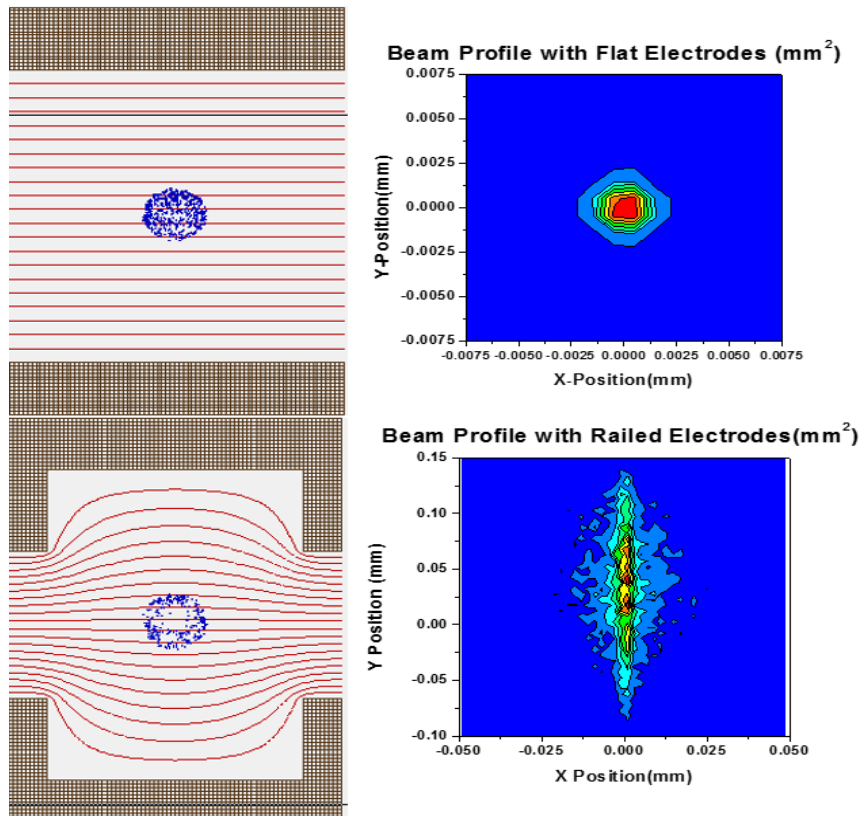 Beam Profile with Flat Electrodes (mm²)
0.0075
0.0050
0.0025
0.0000
-0.0025
-0.0050
-0.0075
Y-Position(mm)
-0.0075 -0.0050 -0.0025 0.0000 0.0025 0.0050 0.0075
X-Position(mm)
Beam Profile with Railed Electrodes(mm²)
0.15
0.10
0.05
0.00
-0.05
-0.10
Y Position (mm)
-0.050 -0.025 0.000 0.025 0.050
X Position(mm)